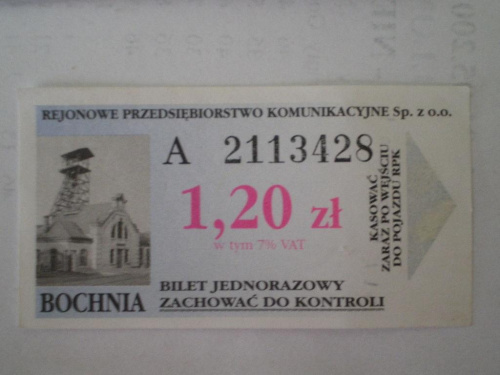 REJONOWE PRZEDSIĘBIORSTWO KOMUNIKACYJNE Sp. z o.o.
A 2113428
1,20 zł
w tym 7% VAT
BILET JEDNORAZOWY
ZACHOWAĆ DO KONTROLI
BOCHNIA
KASOWAĆ
ZARAZ PO WEJŚCIU
DO POJAZDU RPK